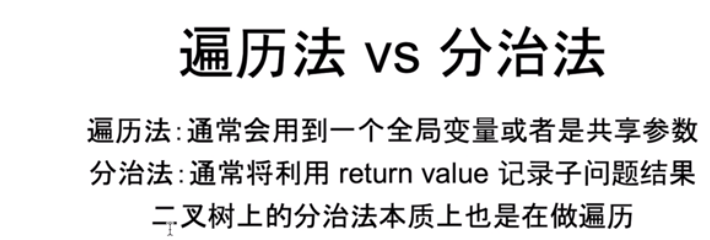 遍历法 vs 分治法
遍历法：通常会用到一个全局变量或者是共享参数
分治法：通常将利用 return value 记录子问题结果
二叉树上的分治法本质上也是在做遍历